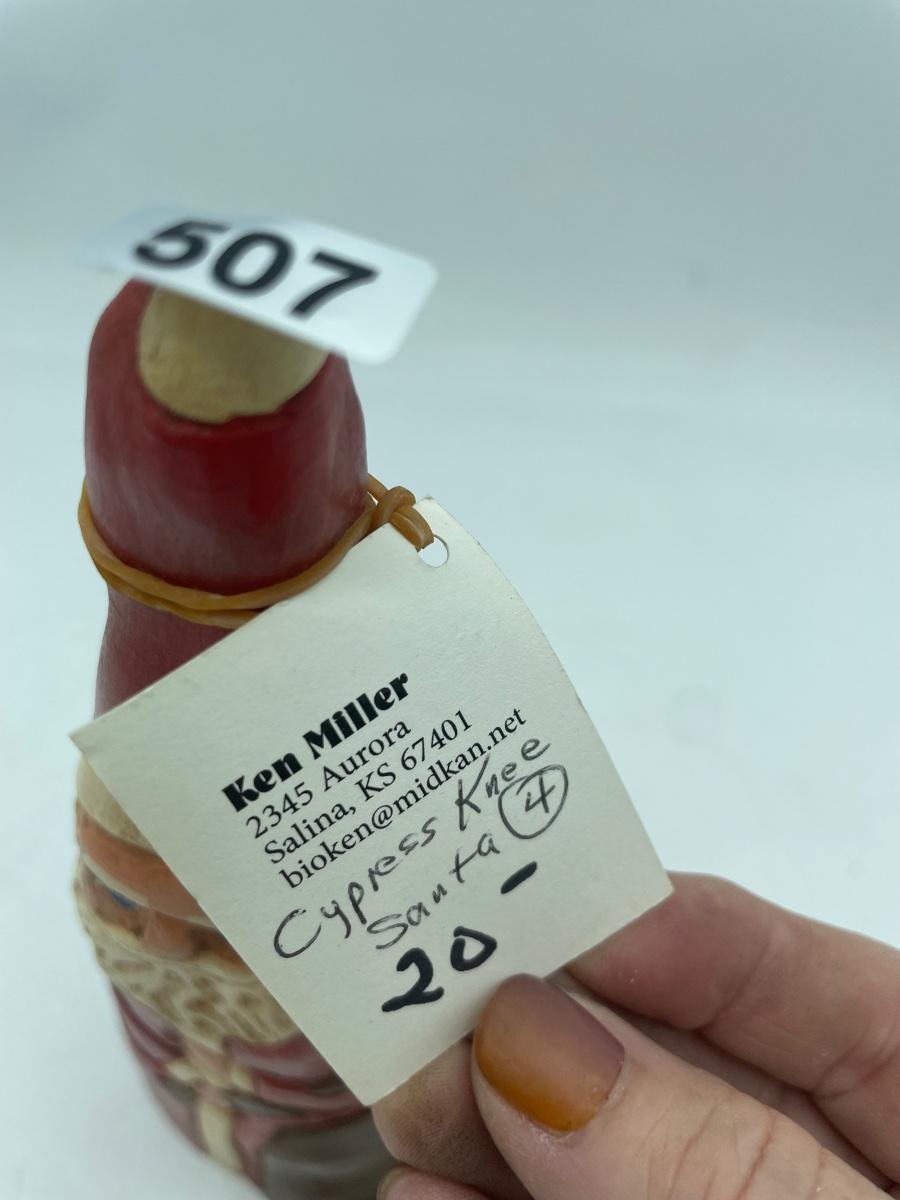 507
Ken Miller
2345 Aurora
Salina, KS 67401
bioken@midkan.net
Cypress Knee
Santa 4
20 -